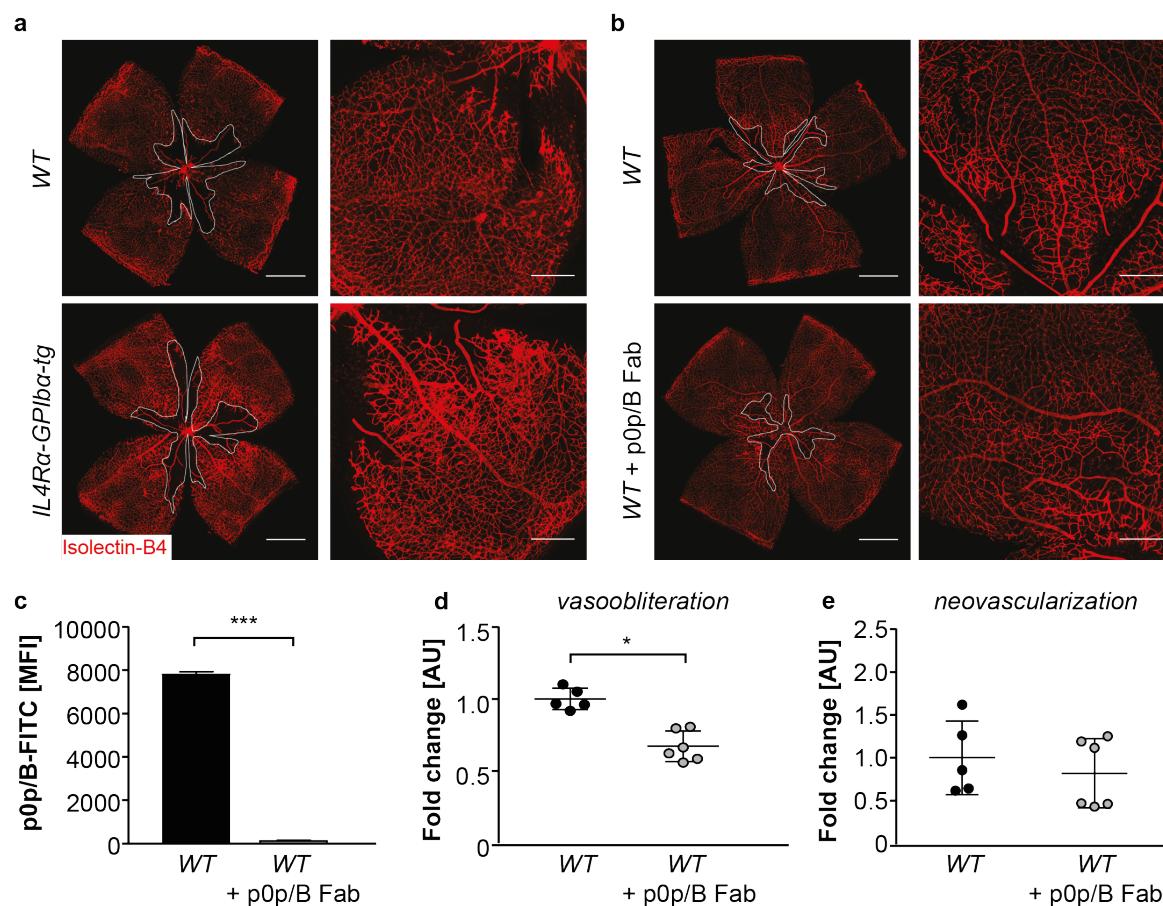 a
b
WT
WT
IL4Rα-GPIbα-tg
WT + p0p/B Fab
Isolectin-B4
c
d
vasoobliteration
e
neovascularization
p0p/B-FITC [MFI]
10000
8000
6000
4000
2000
0
***
WT
WT
+ p0p/B Fab
Fold change [AU]
1.5
1.0
0.5
0
*
WT
WT
+ p0p/B Fab
Fold change [AU]
2.5
2.0
1.5
1.0
0.5
0
WT
WT
+ p0p/B Fab